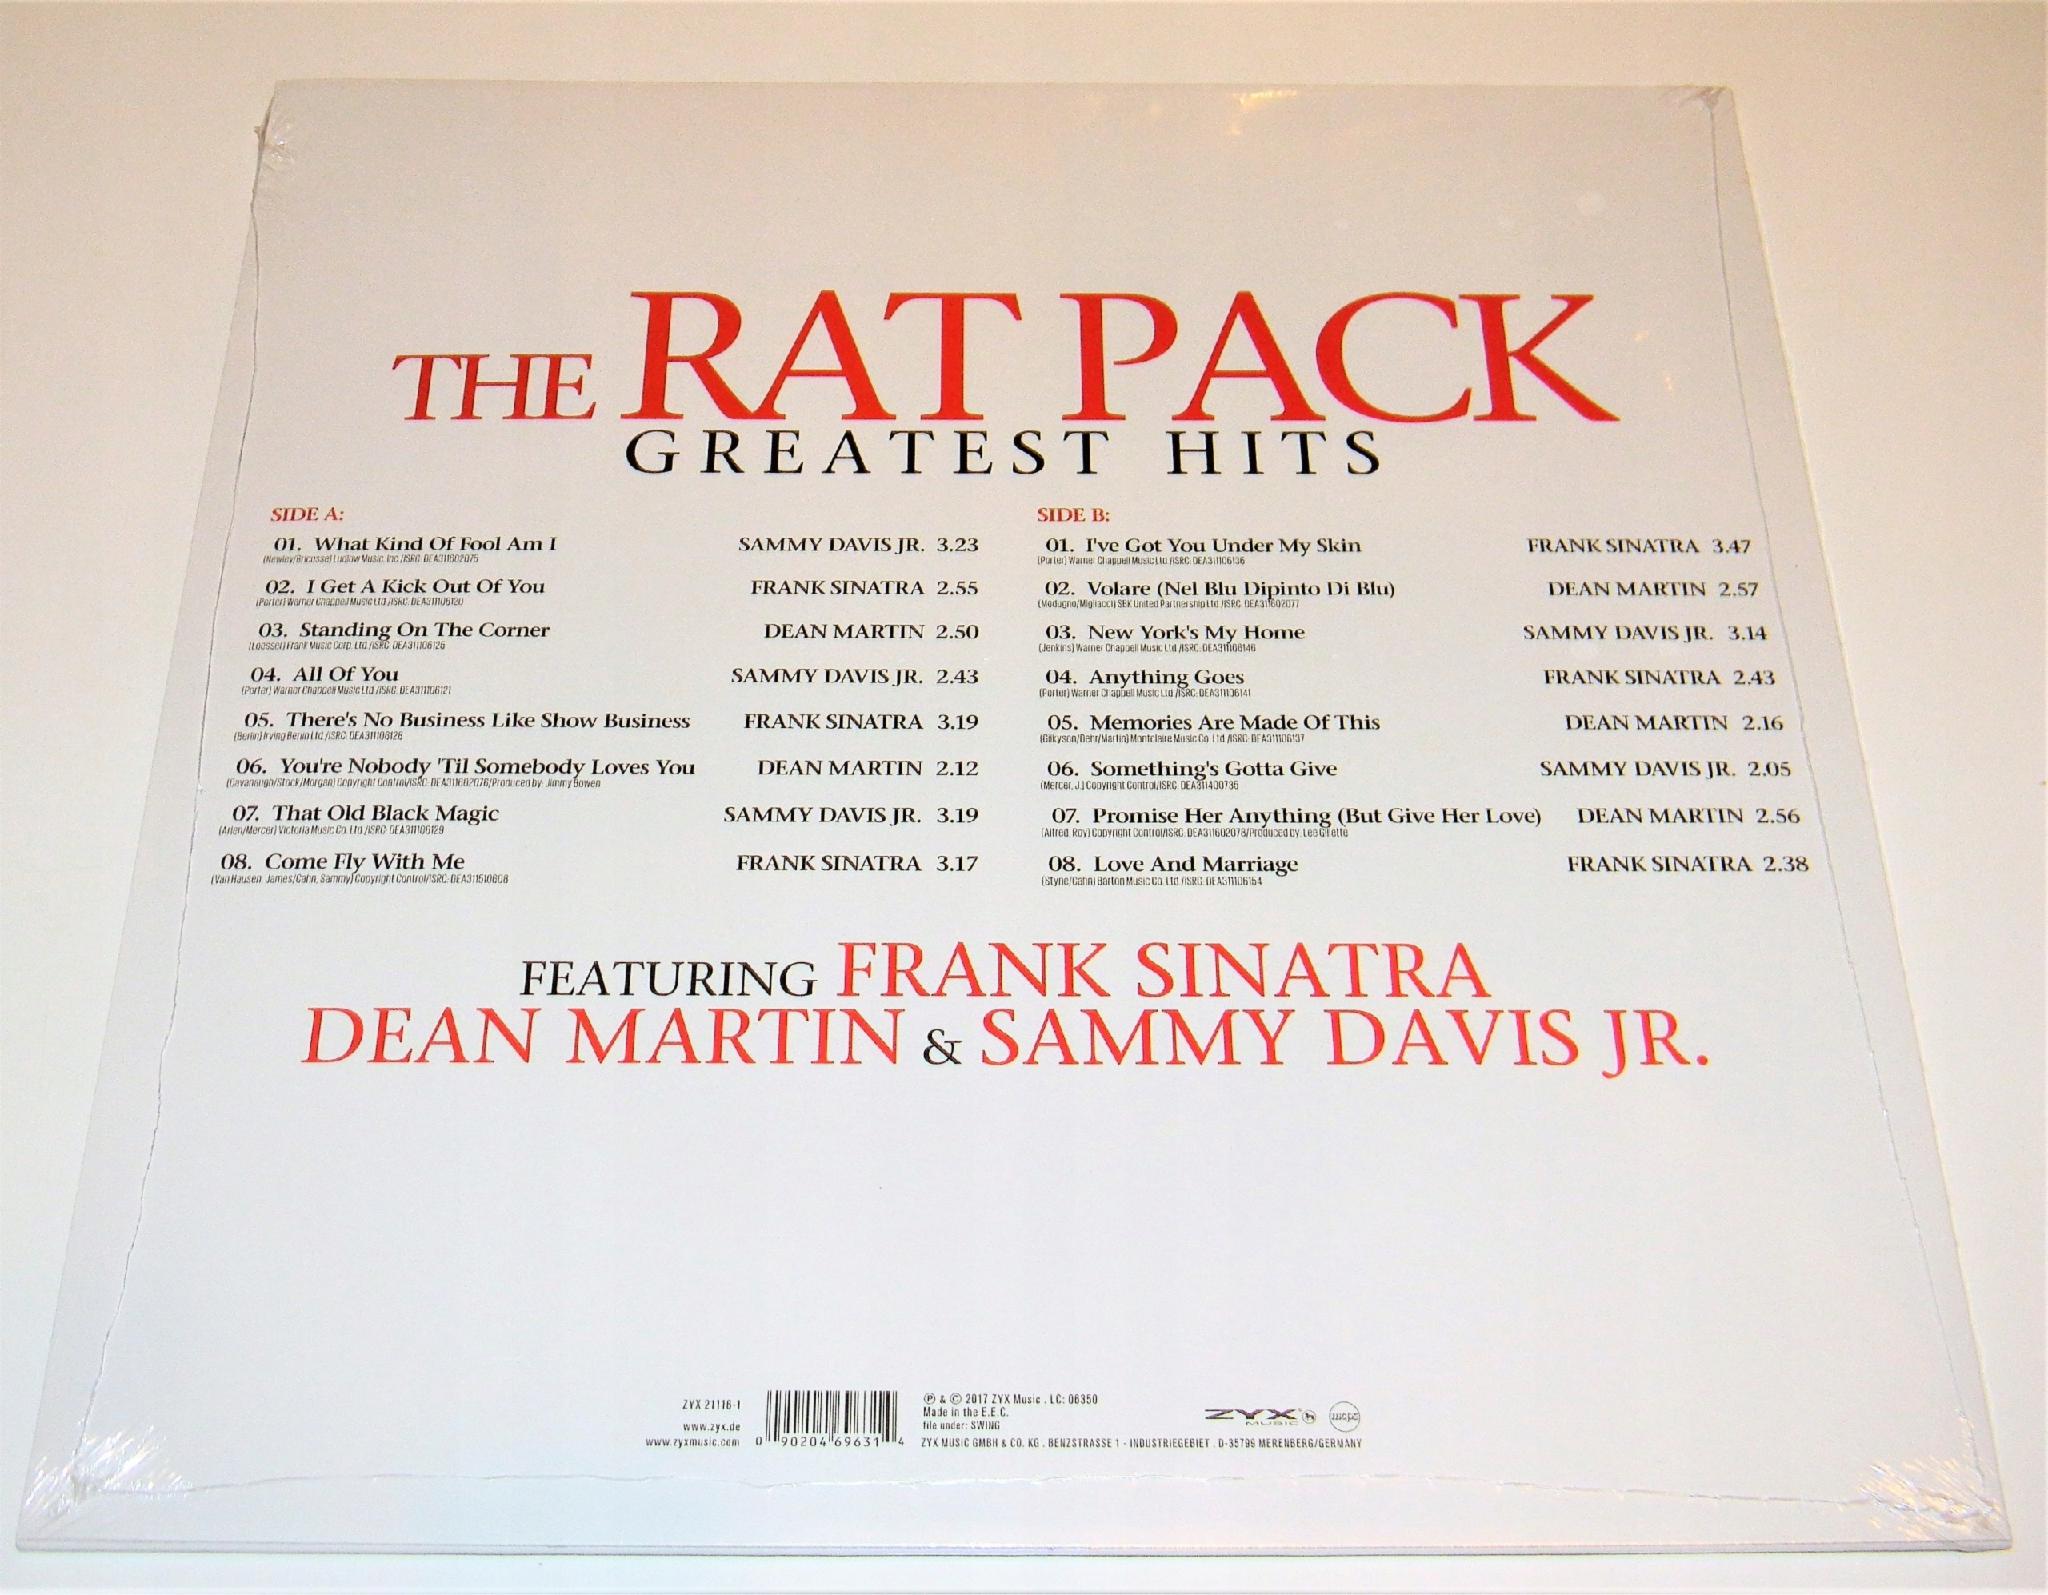 THE RAT PACK
GREATEST HITS
SIDE A:
01. What Kind Of Fool Am I SAMMY DAVIS JR. 3.23
02. I Get A Kick Out Of You FRANK SINATRA 2.55
03. Standing On The Corner DEAN MARTIN 2.50
04. All Of You SAMMY DAVIS JR. 2.43
05. There's No Business Like Show Business FRANK SINATRA 3.19
06. You're Nobody 'Til Somebody Loves You DEAN MARTIN 2.12
07. That Old Black Magic SAMMY DAVIS JR. 3.19
08. Come Fly With Me FRANK SINATRA 3.17
SIDE B:
01. I've Got You Under My Skin FRANK SINATRA 3.47
02. Volare (Nel Blu Dipinto Di Blu) DEAN MARTIN 2.57
03. New York's My Home SAMMY DAVIS JR. 3.14
04. Anything Goes FRANK SINATRA 2.43
05. Memories Are Made Of This DEAN MARTIN 2.16
06. Something's Gotta Give SAMMY DAVIS JR. 2.05
07. Promise Her Anything (But Give Her Love) DEAN MARTIN 2.56
08. Love And Marriage FRANK SINATRA 2.38
FEATURING FRANK SINATRA
DEAN MARTIN & SAMMY DAVIS JR.
ZYX 21116-1
www.zyx.de
www.zyxmusic.com
0 90204 69631 4
℗ & © 2017 ZYX Music . LC: 06350
Made in the E.E.C.
file under: SWING
ZYX MUSIC GMBH & CO. KG . BENZSTRASSE 1 - INDUSTRIEGEBIET . D-35799 MERENBERG/GERMANY
ZYX
MUSIC
mcps